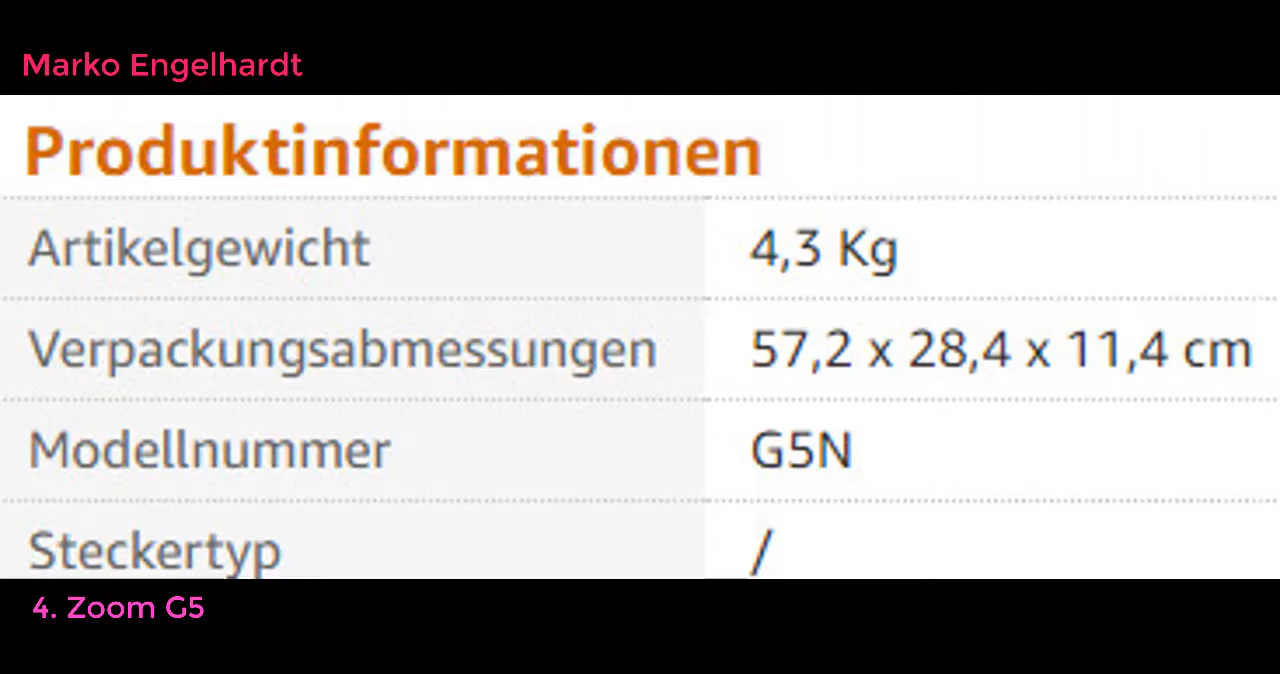 Marko Engelhardt
Produktinformationen
Artikelgewicht 4,3 Kg
Verpackungsabmessungen 57,2 x 28,4 x 11,4 cm
Modellnummer G5N
Steckertyp /
4. Zoom G5